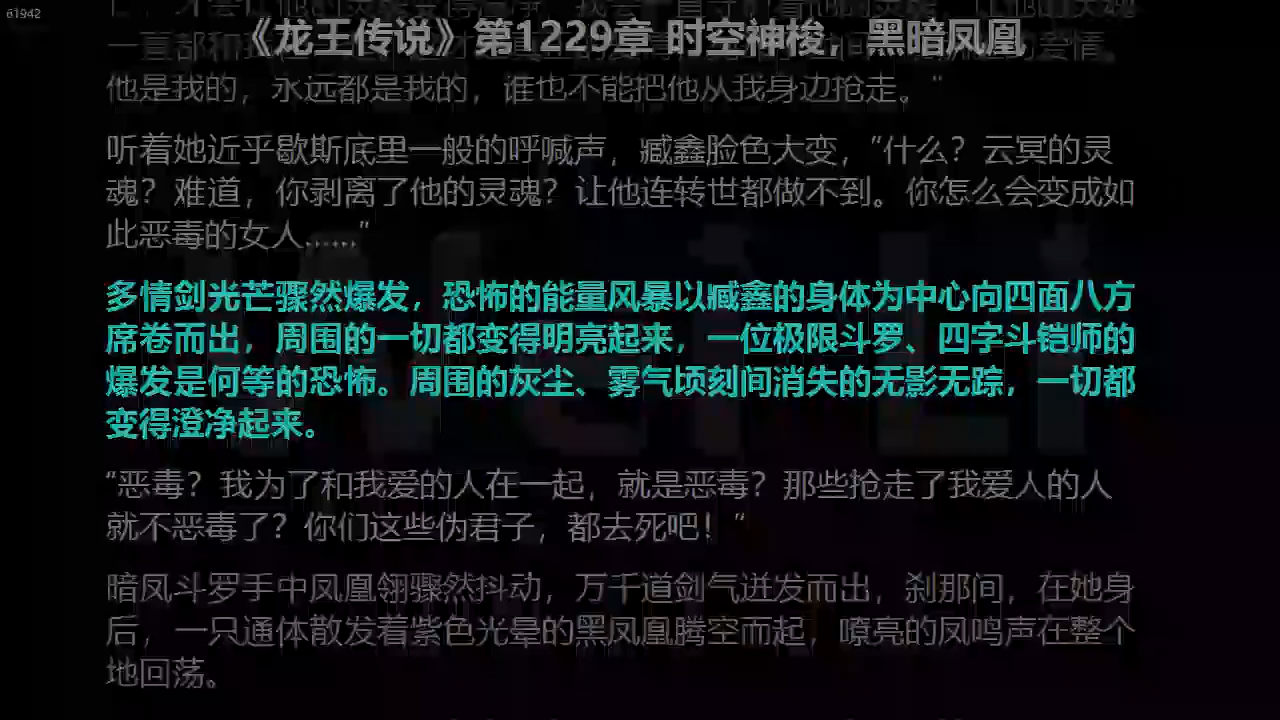 61942
《龙王传说》第1229章 时空神梭，黑暗凤凰
他是我的，永远都是我的，谁也不能把他从我身边抢走。”
听着她近乎歇斯底里一般的呼喊声，臧鑫脸色大变，“什么？云冥的灵
魂？难道，你剥离了他的灵魂？让他连转世都做不到。你怎么会变成如
此恶毒的女人……”
多情剑光芒骤然爆发，恐怖的能量风暴以臧鑫的身体为中心向四面八方
席卷而出，周围的一切都变得明亮起来，一位极限斗罗、四字斗铠师的
爆发是何等的恐怖。周围的灰尘、雾气顷刻间消失的无影无踪，一切都
变得澄净起来。
“恶毒？我为了和我爱的人在一起，就是恶毒？那些抢走了我爱人的人
就不恶毒了？你们这些伪君子，都去死吧！”
暗凤斗罗手中凤凰翎骤然抖动，万千道剑气迸发而出，刹那间，在她身
后，一只通体散发着紫色光晕的黑凤凰腾空而起，嘹亮的凤鸣声在整个
地回荡。